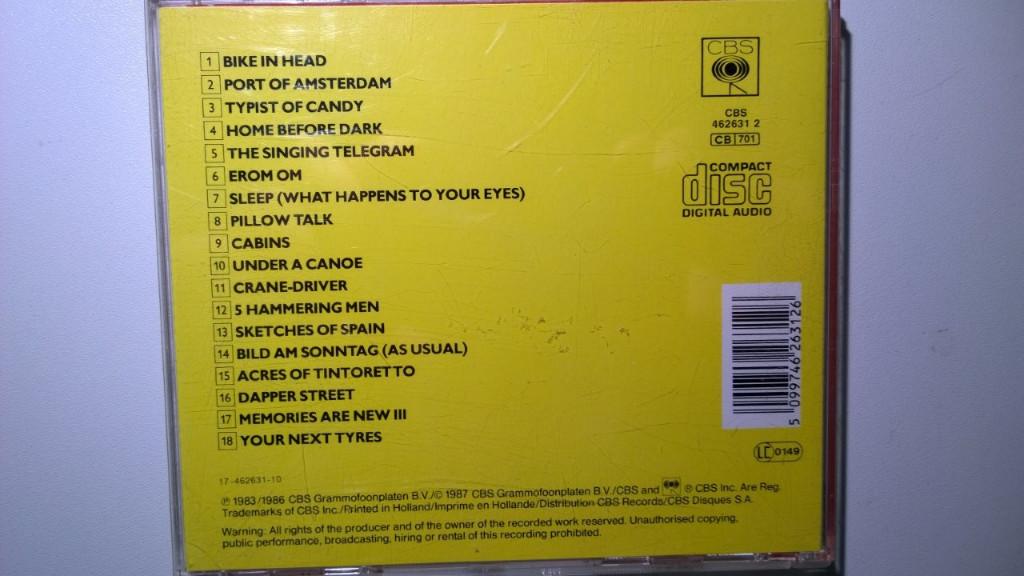 1 BIKE IN HEAD
2 PORT OF AMSTERDAM
3 TYPIST OF CANDY
4 HOME BEFORE DARK
5 THE SINGING TELEGRAM
6 EROM OM
7 SLEEP (WHAT HAPPENS TO YOUR EYES)
8 PILLOW TALK
9 CABINS
10 UNDER A CANOE
11 CRANE-DRIVER
12 5 HAMMERING MEN
13 SKETCHES OF SPAIN
14 BILD AM SONNTAG (AS USUAL)
15 ACRES OF TINTORETTO
16 DAPPER STREET
17 MEMORIES ARE NEW III
18 YOUR NEXT TYRES
CBS
CBS
462631 2
CB 701
COMPACT
disc
DIGITAL AUDIO
5 099746 263126
LC 0149
17-462631-10
℗ 1983/1986 CBS Grammofoonplaten B.V./© 1987 CBS Grammofoonplaten B.V./CBS and ® CBS Inc. Are Reg.
Trademarks of CBS Inc./Printed in Holland/Imprime en Hollande/Distribution CBS Records/CBS Disques S.A.
Warning: All rights of the producer and of the owner of the recorded work reserved. Unauthorised copying,
public performance, broadcasting, hiring or rental of this recording prohibited.